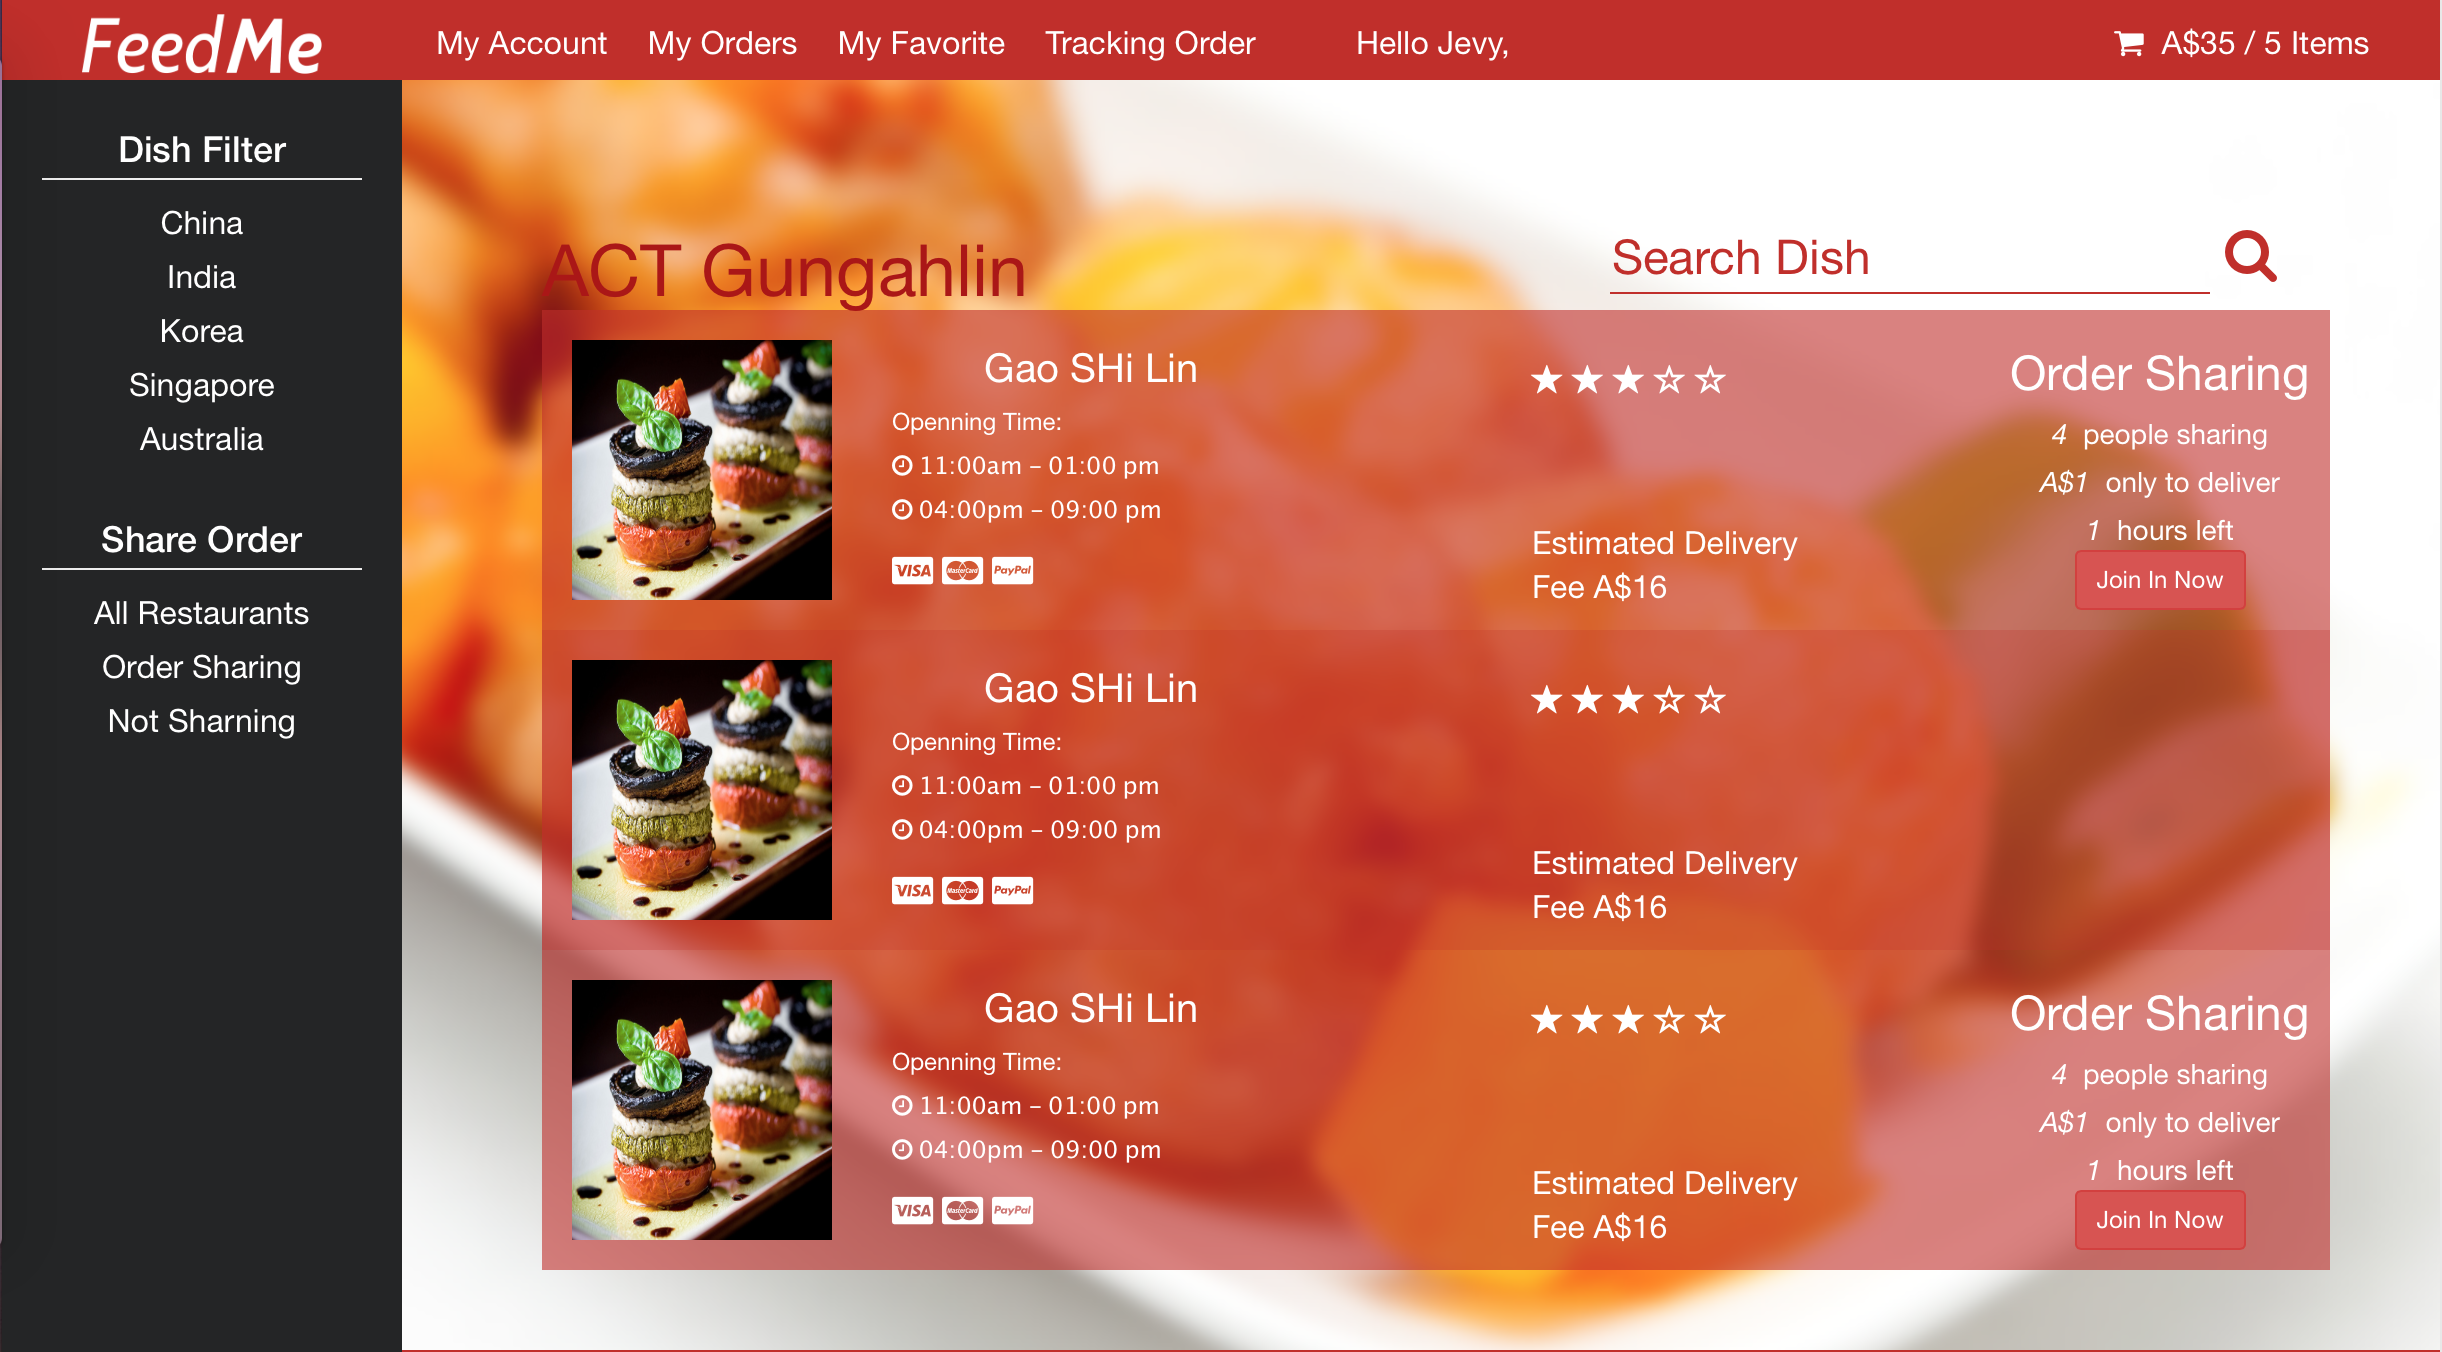 FeedMe
My Account My Orders My Favorite Tracking Order Hello Jevy, A$35 / 5 Items
Dish Filter
China
India
Korea
Singapore
Australia
Share Order
All Restaurants
Order Sharing
Not Sharning
ACT Gungahlin
Search Dish
Gao SHi Lin
Openning Time:
11:00am – 01:00 pm
04:00pm – 09:00 pm
VISA MasterCard PayPal
Estimated Delivery
Fee A$16
Order Sharing
4 people sharing
A$1 only to deliver
1 hours left
Join In Now
Gao SHi Lin
Openning Time:
11:00am – 01:00 pm
04:00pm – 09:00 pm
VISA MasterCard PayPal
Estimated Delivery
Fee A$16
Gao SHi Lin
Openning Time:
11:00am – 01:00 pm
04:00pm – 09:00 pm
VISA MasterCard PayPal
Estimated Delivery
Fee A$16
Order Sharing
4 people sharing
A$1 only to deliver
1 hours left
Join In Now